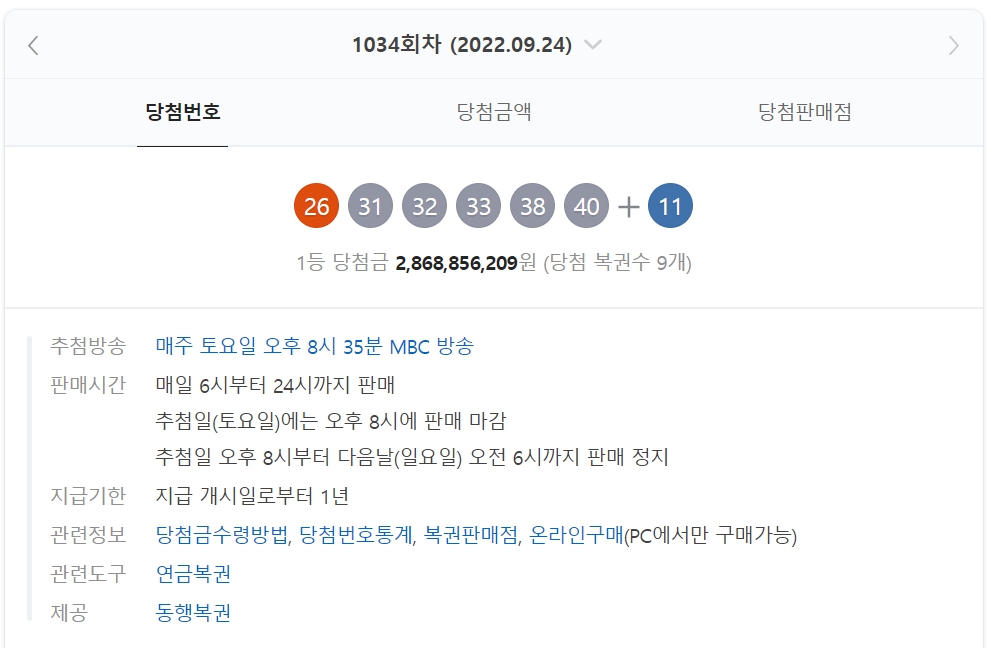 1034회차 (2022.09.24)
당첨번호 당첨금액 당첨판매점
26 31 32 33 38 40 + 11
1등 당첨금 2,868,856,209원 (당첨 복권수 9개)
추첨방송 매주 토요일 오후 8시 35분 MBC 방송
판매시간 매일 6시부터 24시까지 판매
추첨일(토요일)에는 오후 8시에 판매 마감
추첨일 오후 8시부터 다음날(일요일) 오전 6시까지 판매 정지
지급기한 지급 개시일로부터 1년
관련정보 당첨금수령방법, 당첨번호통계, 복권판매점, 온라인구매(PC에서만 구매가능)
관련도구 연금복권
제공 동행복권